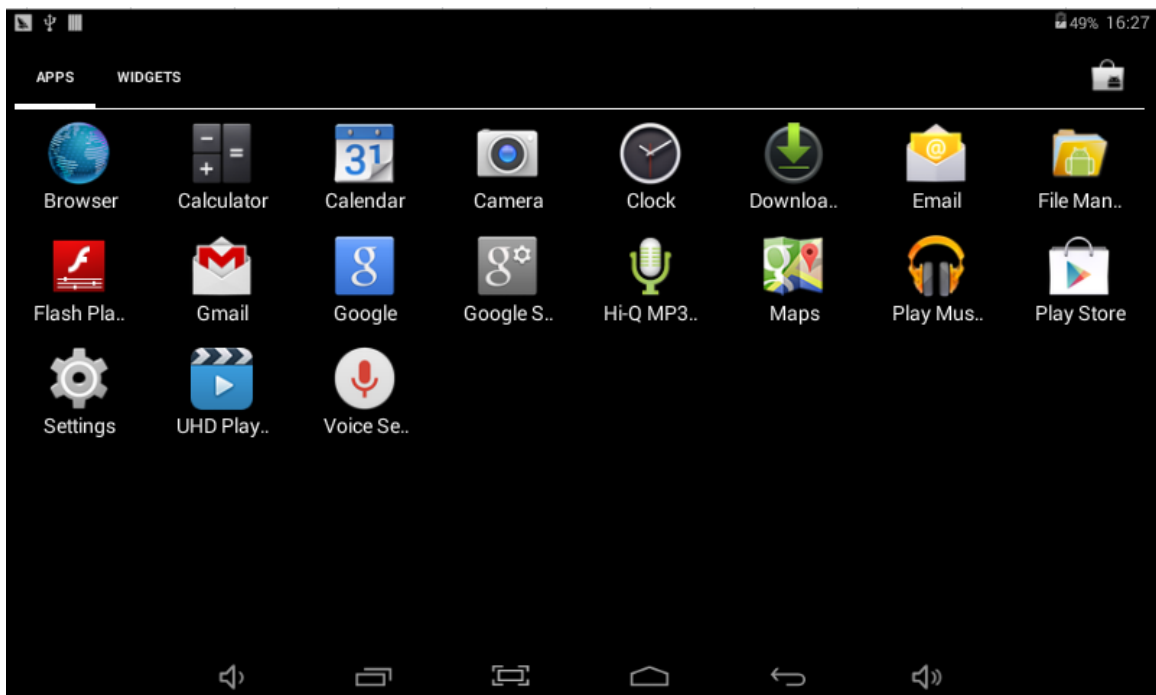 49% 16:27
APPS WIDGETS
31
Browser Calculator Calendar Camera Clock Downloa.. Email File Man..
Flash Pla.. Gmail Google Google S.. Hi-Q MP3.. Maps Play Mus.. Play Store
Settings UHD Play.. Voice Se..